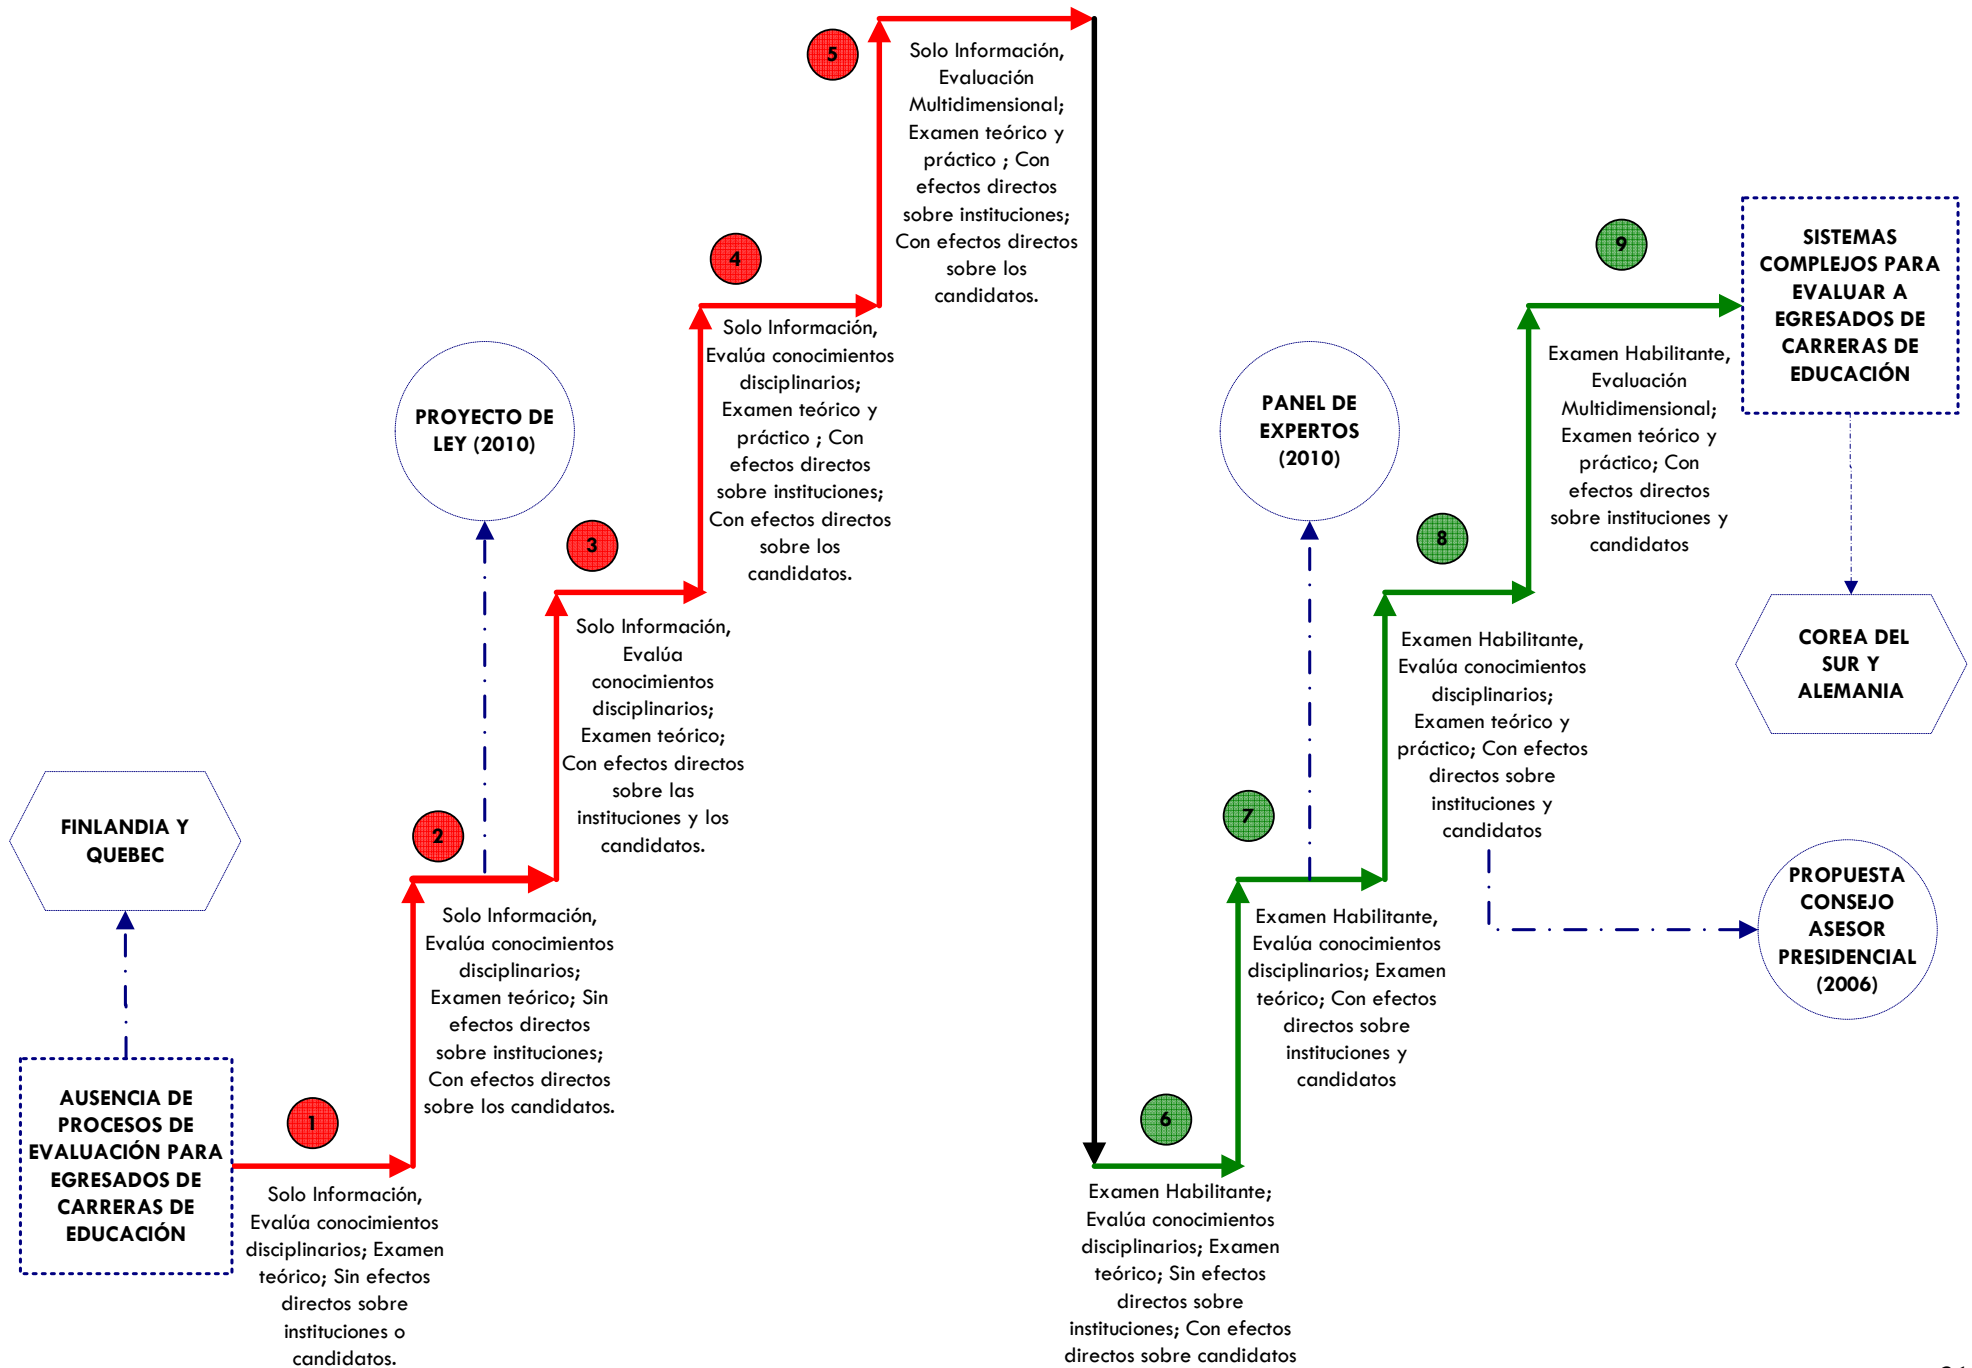 5
Solo Información,
Evaluación
Multidimensional;
Examen teórico y
práctico ; Con
efectos directos
sobre instituciones;
Con efectos directos
sobre los
candidatos.
4
Solo Información,
Evalúa conocimientos
disciplinarios;
Examen teórico y
práctico ; Con
efectos directos
sobre instituciones;
Con efectos directos
sobre los
candidatos.
PROYECTO DE
LEY (2010)
3
Solo Información,
Evalúa
conocimientos
disciplinarios;
Examen teórico;
Con efectos directos
sobre las
instituciones y los
candidatos.
2
Solo Información,
Evalúa conocimientos
disciplinarios;
Examen teórico; Sin
efectos directos
sobre instituciones;
Con efectos directos
sobre los candidatos.
FINLANDIA Y
QUEBEC
AUSENCIA DE
PROCESOS DE
EVALUACIÓN PARA
EGRESADOS DE
CARRERAS DE
EDUCACIÓN
1
Solo Información,
Evalúa conocimientos
disciplinarios; Examen
teórico; Sin efectos
directos sobre
instituciones o
candidatos.
9
SISTEMAS
COMPLEJOS PARA
EVALUAR A
EGRESADOS DE
CARRERAS DE
EDUCACIÓN
Examen Habilitante,
Evaluación
Multidimensional;
Examen teórico y
práctico; Con
efectos directos
sobre instituciones y
candidatos
PANEL DE
EXPERTOS
(2010)
8
COREA DEL
SUR Y
ALEMANIA
Examen Habilitante,
Evalúa conocimientos
disciplinarios;
Examen teórico y
práctico; Con efectos
directos sobre
instituciones y
candidatos
7
PROPUESTA
CONSEJO
ASESOR
PRESIDENCIAL
(2006)
Examen Habilitante,
Evalúa conocimientos
disciplinarios; Examen
teórico; Con efectos
directos sobre
instituciones y
candidatos
6
Examen Habilitante;
Evalúa conocimientos
disciplinarios; Examen
teórico; Sin efectos
directos sobre
instituciones; Con efectos
directos sobre candidatos